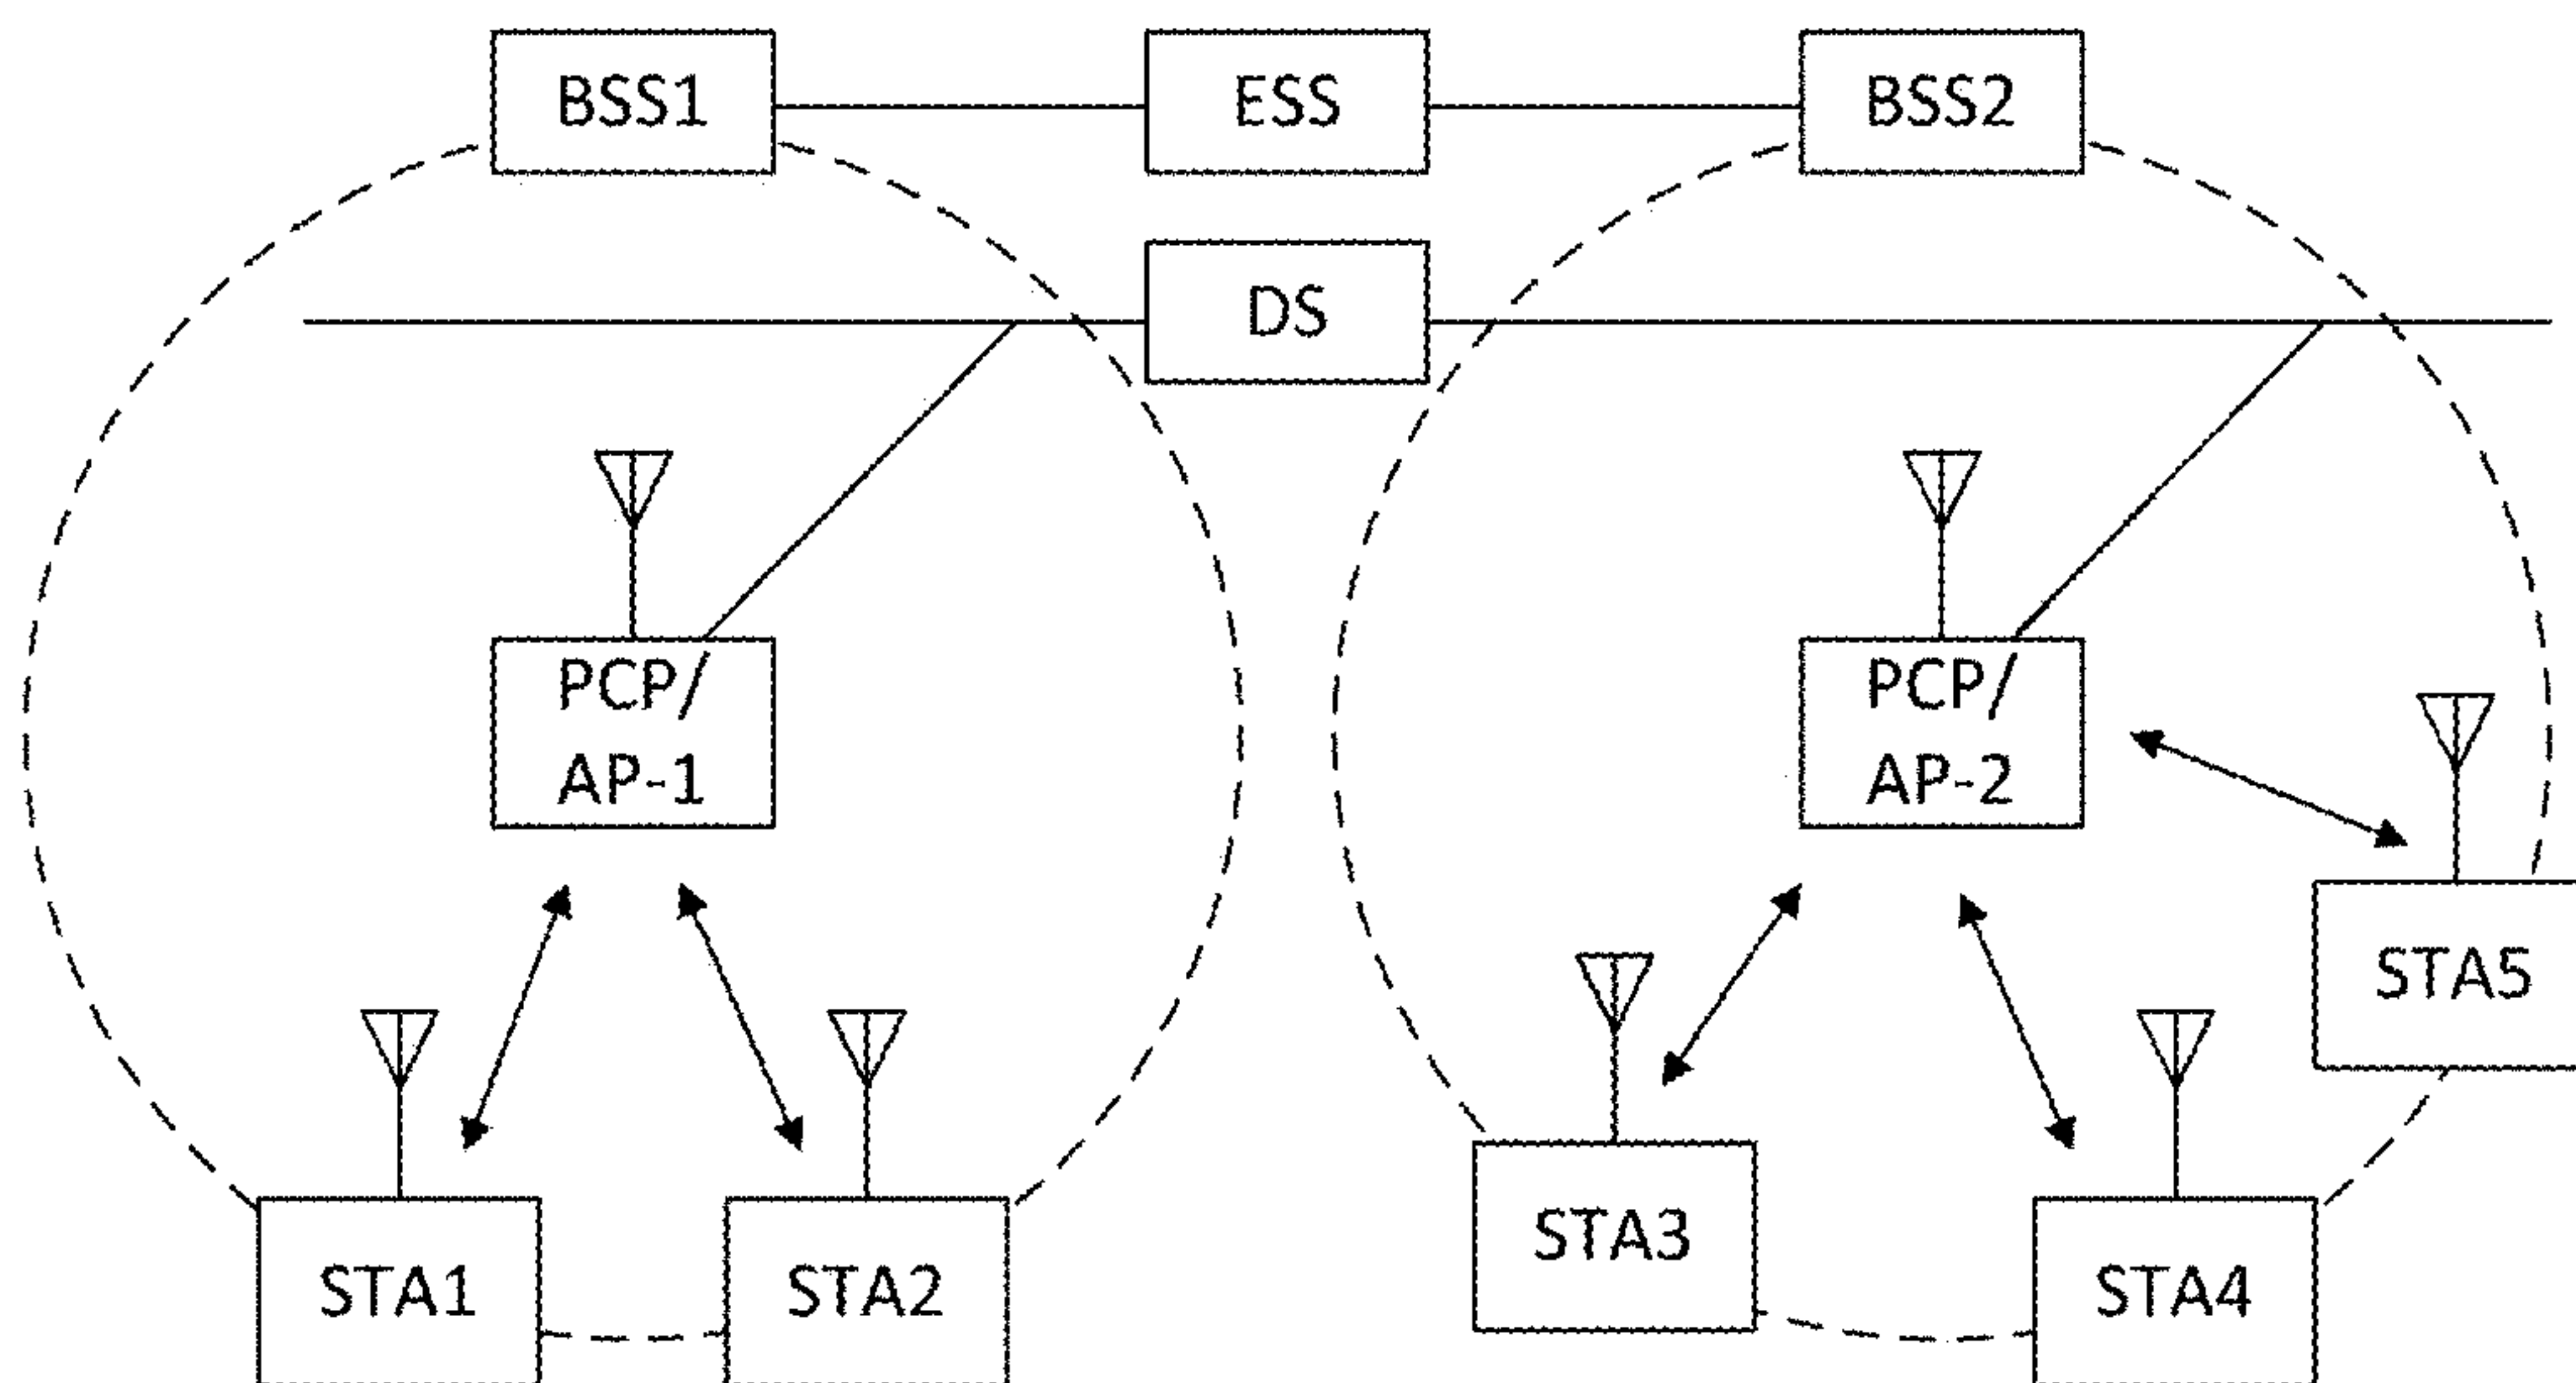 BSS1
ESS
BSS2
DS
PCP/
AP-1
PCP/
AP-2
STA5
STA3
STA1
STA2
STA4